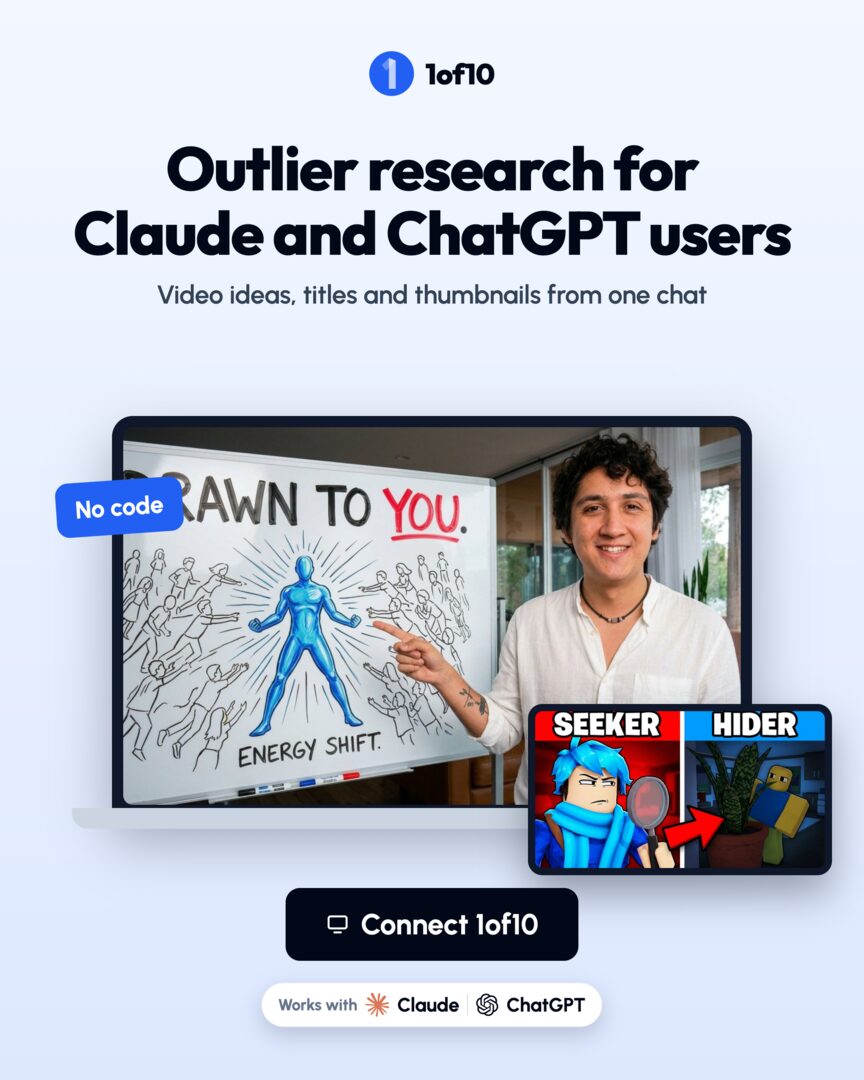 1of10
Outlier research for
Claude and ChatGPT users
Video ideas, titles and thumbnails from one chat
No code
RAWN TO YOU.
ENERGY SHIFT.
SEEKER
HIDER
Connect 1of10
Works with Claude ChatGPT